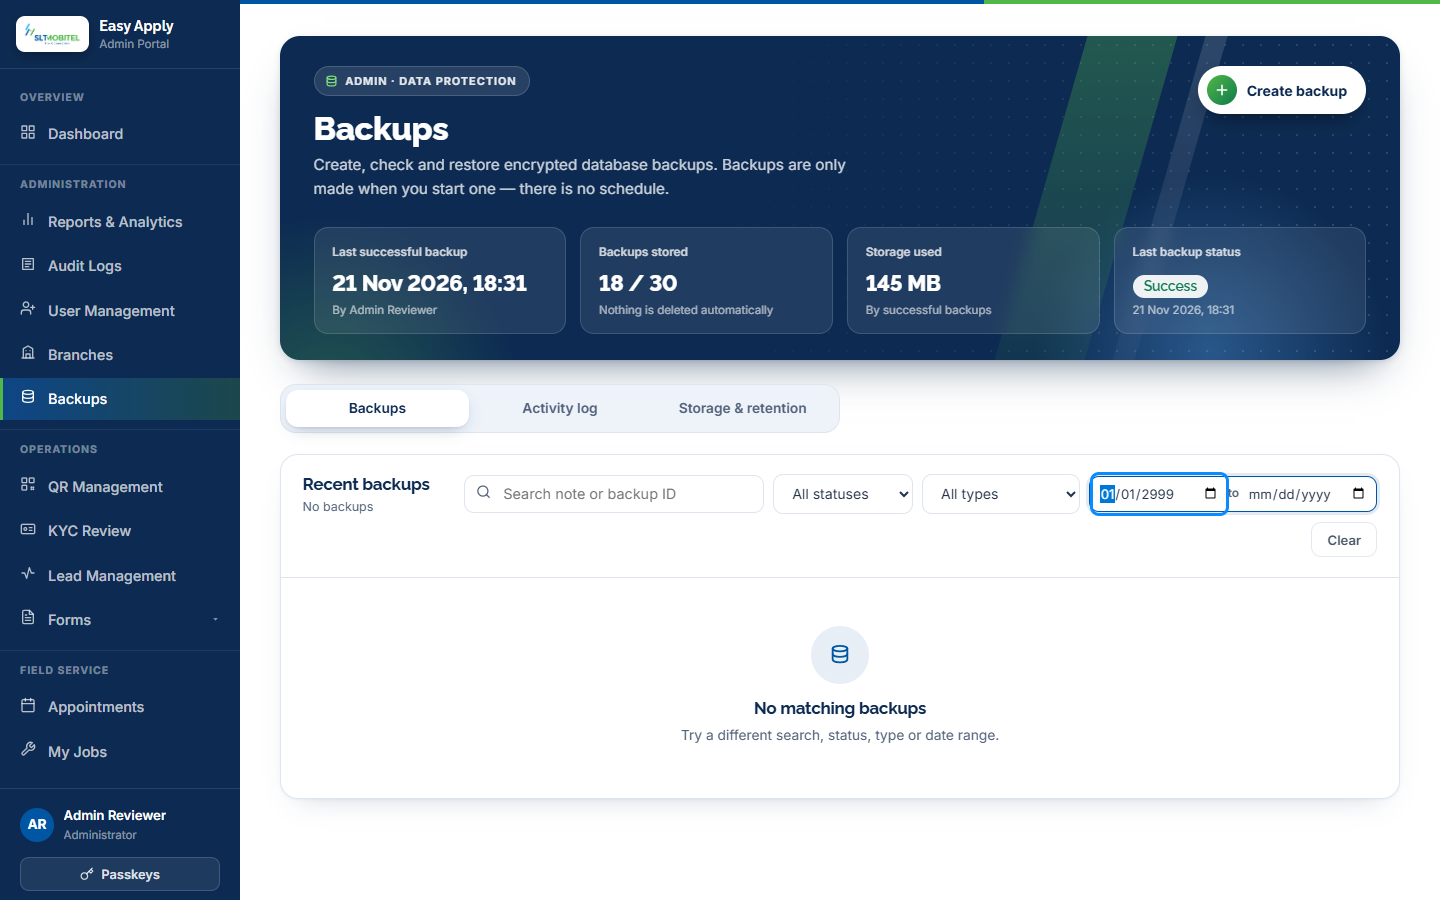 SLTMOBITEL
Easy Apply
Admin Portal
OVERVIEW
Dashboard
ADMINISTRATION
Reports & Analytics
Audit Logs
User Management
Branches
Backups
OPERATIONS
QR Management
KYC Review
Lead Management
Forms
FIELD SERVICE
Appointments
My Jobs
AR
Admin Reviewer
Administrator
Passkeys
ADMIN · DATA PROTECTION
Create backup
Backups
Create, check and restore encrypted database backups. Backups are only
made when you start one — there is no schedule.
Last successful backup
21 Nov 2026, 18:31
By Admin Reviewer
Backups stored
18 / 30
Nothing is deleted automatically
Storage used
145 MB
By successful backups
Last backup status
Success
21 Nov 2026, 18:31
Backups
Activity log
Storage & retention
Recent backups
No backups
Search note or backup ID
All statuses
All types
01/01/2999
to
mm/dd/yyyy
Clear
No matching backups
Try a different search, status, type or date range.